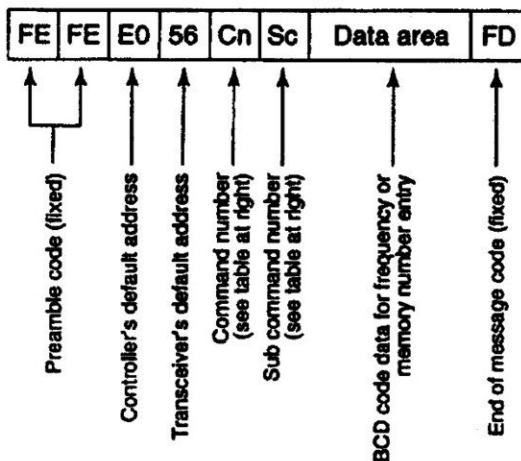 FE FE E0 56 Cn Sc Data area FD
Preamble code (fixed)
Controller's default address
Transceiver's default address
Command number
(see table at right)
Sub command number
(see table at right)
BCD code data for frequency or
memory number entry
End of message code (fixed)